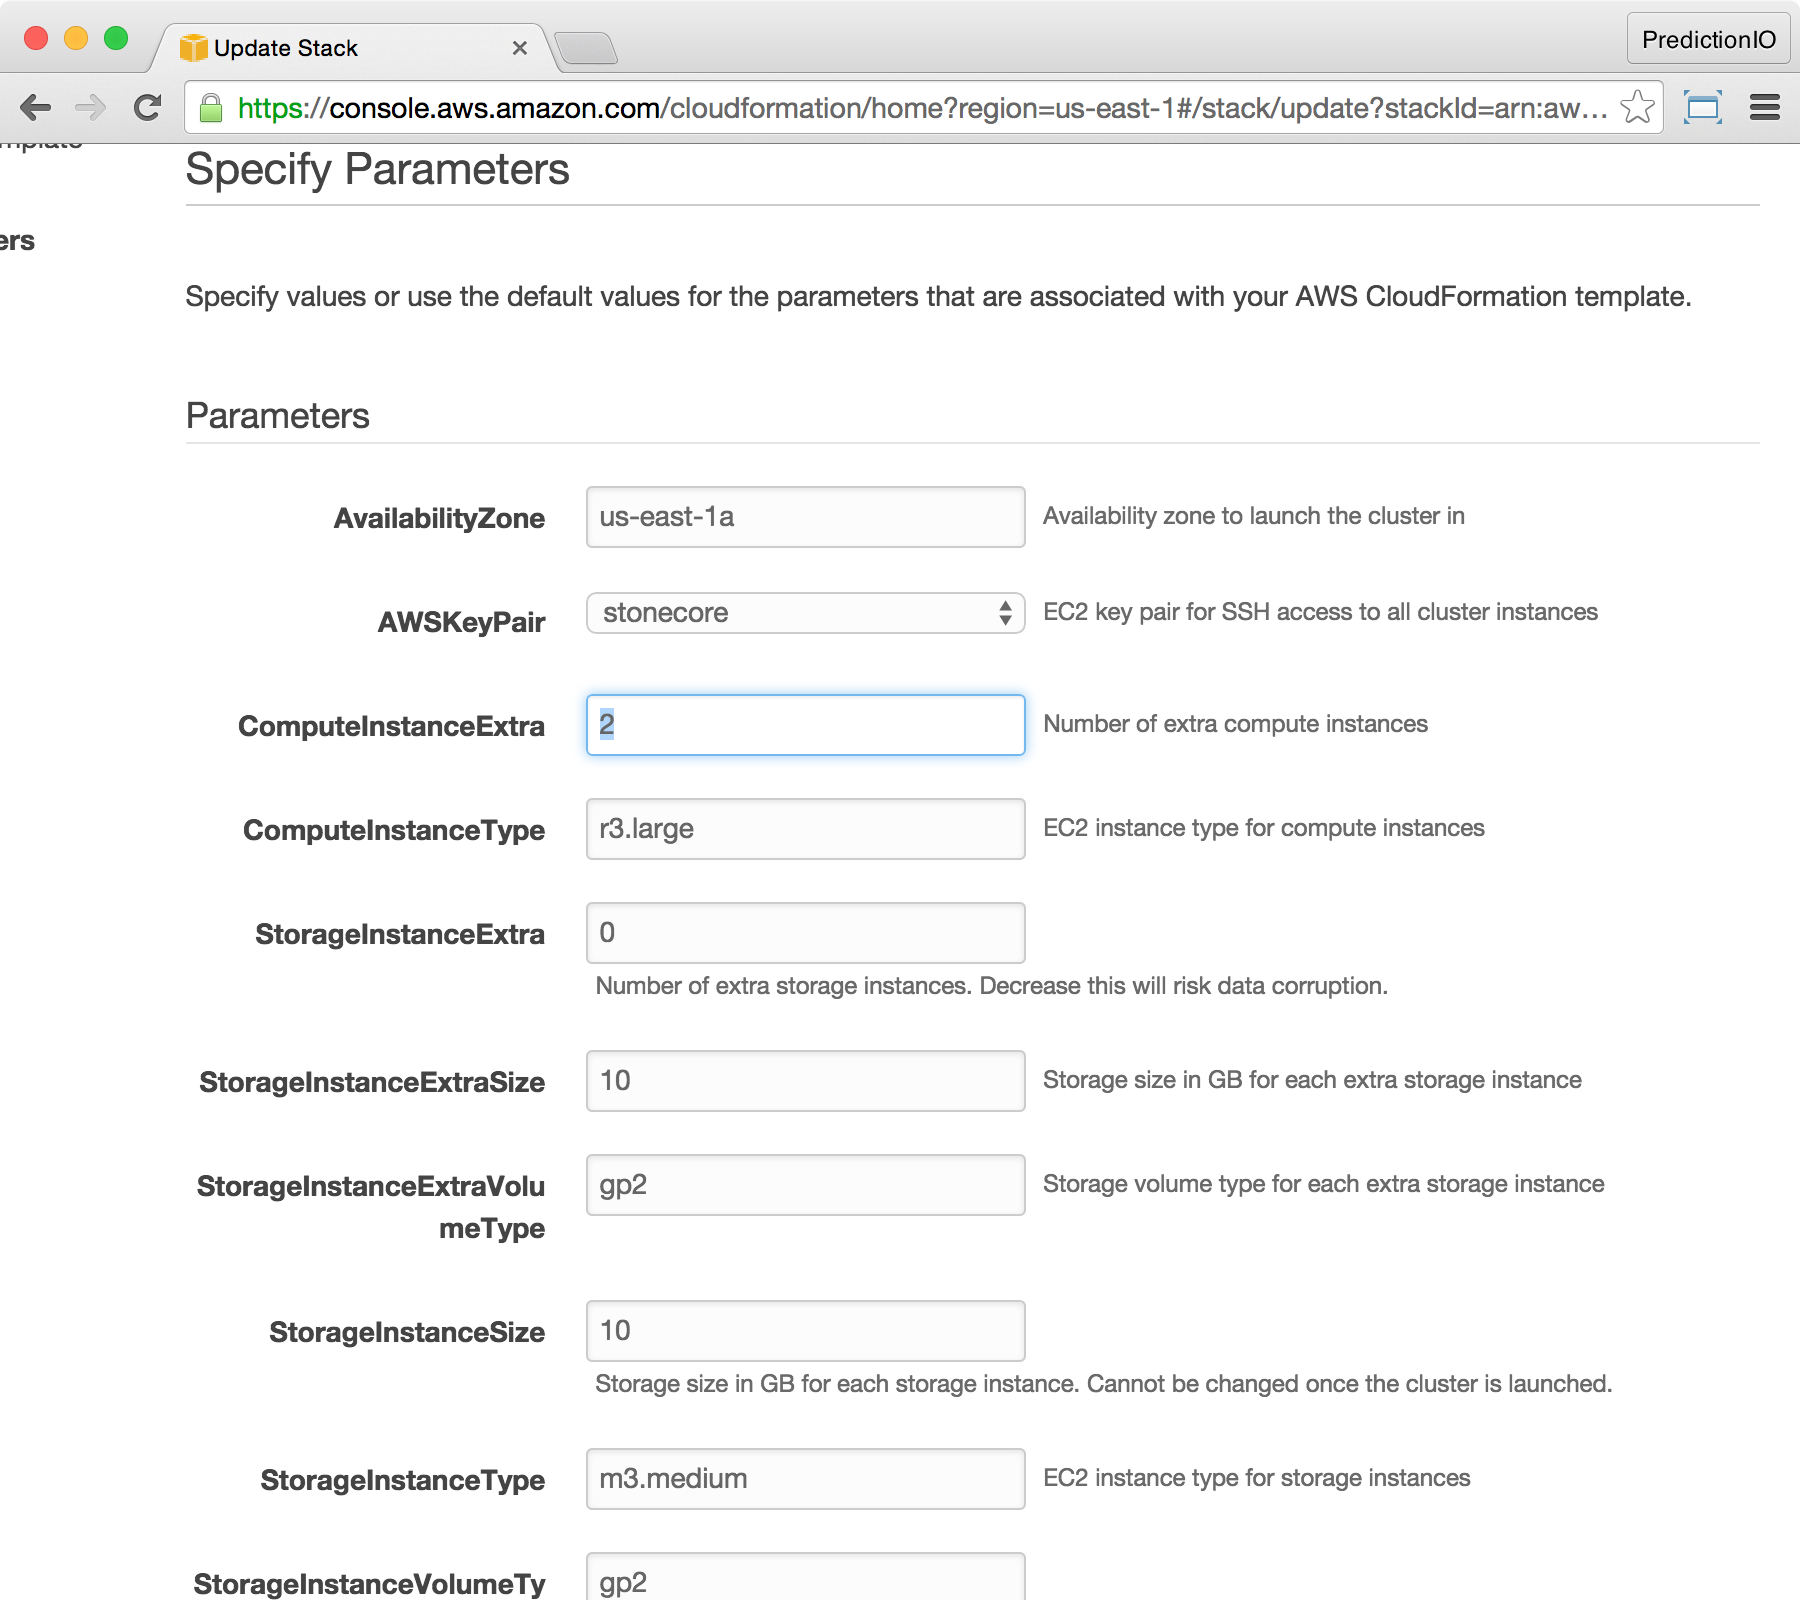 Update Stack
PredictionIO
https://console.aws.amazon.com/cloudformation/home?region=us-east-1#/stack/update?stackId=arn:aw...
Specify Parameters
ers
Specify values or use the default values for the parameters that are associated with your AWS CloudFormation template.
Parameters
AvailabilityZone us-east-1a Availability zone to launch the cluster in
AWSKeyPair stonecore EC2 key pair for SSH access to all cluster instances
ComputeInstanceExtra 2 Number of extra compute instances
ComputeInstanceType r3.large EC2 instance type for compute instances
StorageInstanceExtra 0
Number of extra storage instances. Decrease this will risk data corruption.
StorageInstanceExtraSize 10 Storage size in GB for each extra storage instance
StorageInstanceExtraVolu gp2 Storage volume type for each extra storage instance
meType
StorageInstanceSize 10
Storage size in GB for each storage instance. Cannot be changed once the cluster is launched.
StorageInstanceType m3.medium EC2 instance type for storage instances
StorageInstanceVolumeTy gp2